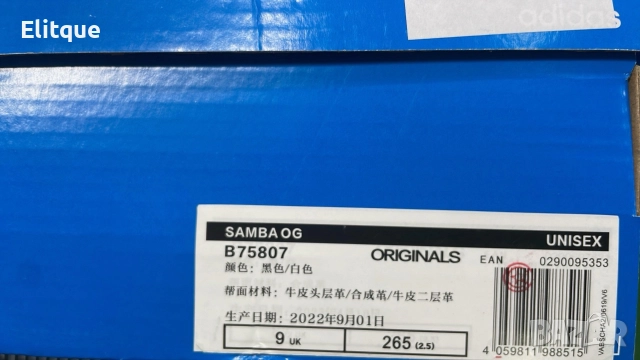 Elitque
adidas
SAMBA OG UNISEX
B75807 ORIGINALS EAN 0290095353
颜色: 黑色/白色
帮面材料: 牛皮头层革/合成革/牛皮二层革
生产日期: 2022年9月01日
9 UK 265 (2.5)
4 059811 988515